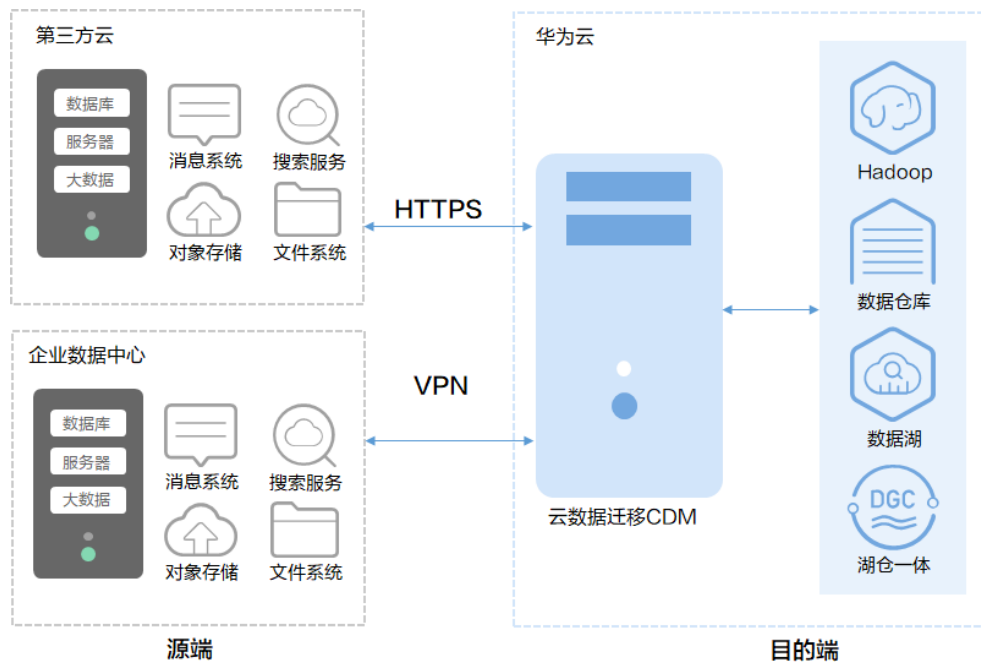 第三方云
数据库
服务器
大数据
消息系统
搜索服务
对象存储
文件系统
企业数据中心
数据库
服务器
大数据
消息系统
搜索服务
对象存储
文件系统
源端
HTTPS
VPN
华为云
云数据迁移CDM
Hadoop
数据仓库
数据湖
DGC
湖仓一体
目的端